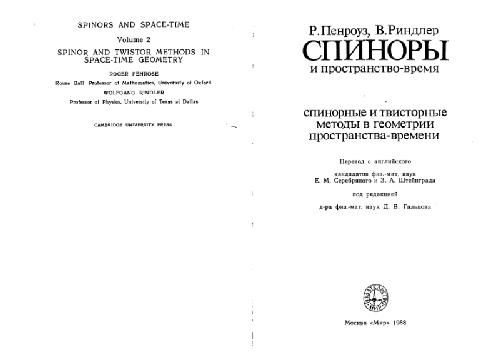 SPINORS AND SPACE-TIME
Volume 2
SPINOR AND TWISTOR METHODS IN
SPACE-TIME GEOMETRY
ROGER PENROSE
Rouse Ball Professor of Mathematics, University of Oxford
WOLFGANG RINDLER
Professor of Physics, University of Texas at Dallas
CAMBRIDGE UNIVERSITY PRESS
Р.Пенроуз, В.Риндлер
СПИНОРЫ
и пространство-время
спинорные и твисторные
методы в геометрии
пространства-времени
Перевод с английского
кандидатов физ.-мат. наук
Е. М. Серебряного и З. А. Штейнграда
под редакцией
д-ра физ.-мат. наук Д. В. Гальцова
Москва «Мир» 1988